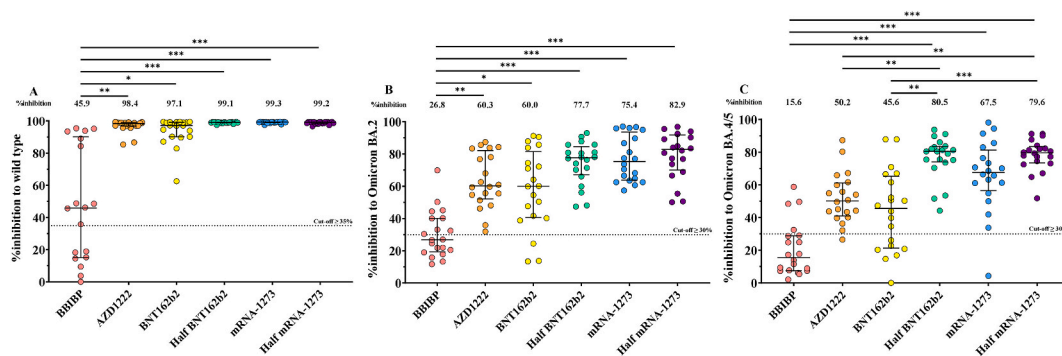 ***
***
***
*
**
A
%inhibition 45.9 98.4 97.1 99.1 99.3 99.2
%inhibition to wild type
100
80
60
40
20
0
Cut-off ≥ 35%
BBIBP
AZD1222
BNT162b2
Half BNT162b2
mRNA-1273
Half mRNA-1273
***
***
***
*
**
B
%inhibition 26.8 60.3 60.0 77.7 75.4 82.9
%inhibition to Omicron BA.2
100
80
60
40
20
0
Cut-off ≥ 30%
BBIBP
AZD1222
BNT162b2
Half BNT162b2
mRNA-1273
Half mRNA-1273
***
***
***
**
**
***
**
C
%inhibition 15.6 50.2 45.6 80.5 67.5 79.6
%inhibition to Omicron BA.4/5
100
80
60
40
20
0
Cut-off ≥ 30
BBIBP
AZD1222
BNT162b2
Half BNT162b2
mRNA-1273
Half mRNA-1273